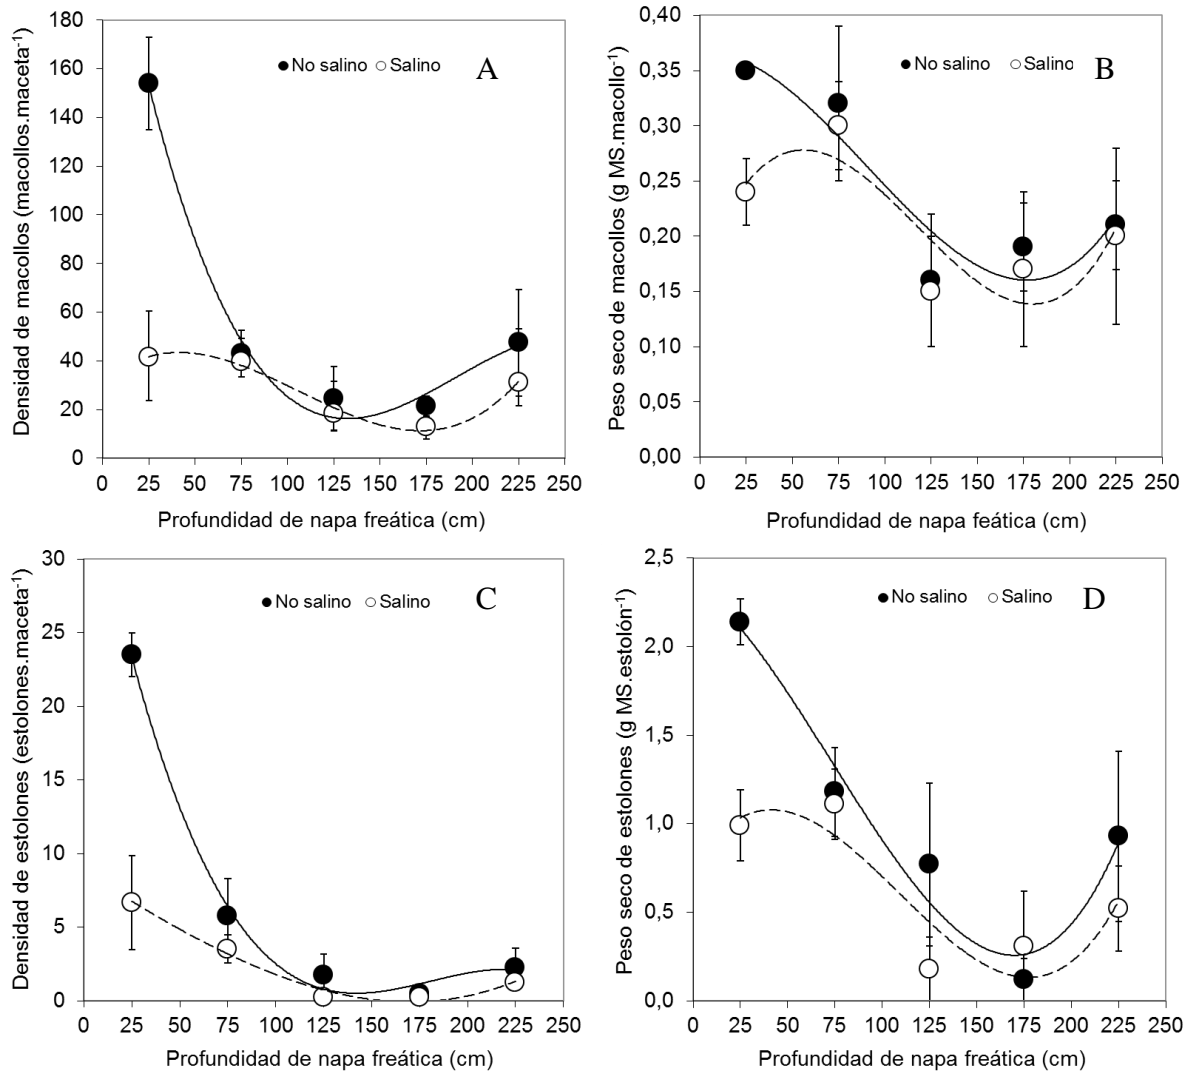 Densidad de macollos (macollos.maceta-1)
180
160
140
120
100
80
60
40
20
0
No salino Salino
A
0 25 50 75 100 125 150 175 200 225 250
Profundidad de napa freática (cm)
Peso seco de macollos (g MS.macollo-1)
0,40
0,35
0,30
0,25
0,20
0,15
0,10
0,05
0,00
No salino Salino
B
0 25 50 75 100 125 150 175 200 225 250
Profundidad de napa feática (cm)
Densidad de estolones (estolones.maceta-1)
30
25
20
15
10
5
0
No salino Salino
C
0 25 50 75 100 125 150 175 200 225 250
Profundidad de napa freática (cm)
Peso seco de estolones (g MS.estolón-1)
2,5
2,0
1,5
1,0
0,5
0,0
No salino Salino
D
0 25 50 75 100 125 150 175 200 225 250
Profundidad de napa freática (cm)